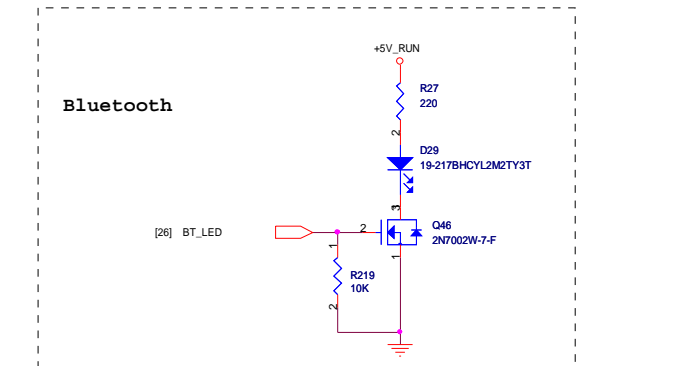 +5V_RUN
R27
220
Bluetooth
2
D29
19-217BHCYL2M2TY3T
3
[26] BT_LED
2
Q46
2N7002W-7-F
1
1
R219
10K
2